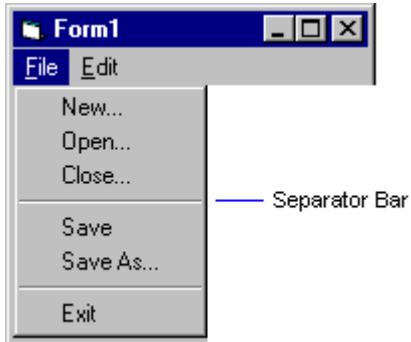 Form1
File Edit
New...
Open...
Close...
Separator Bar
Save
Save As...
Exit